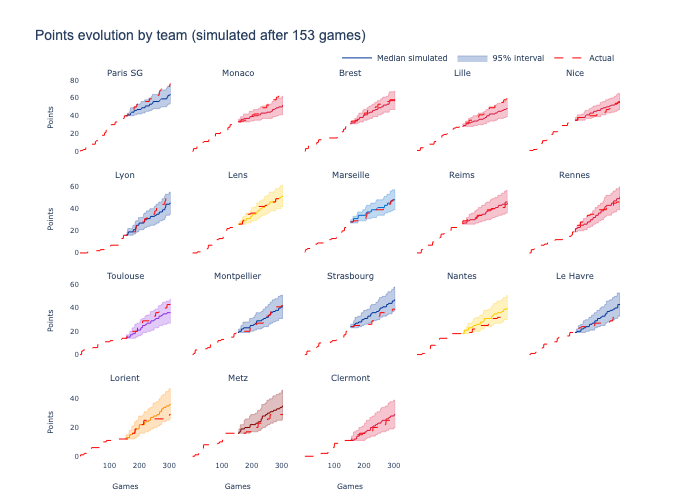 Points evolution by team (simulated after 153 games)
Median simulated 95% interval Actual
Paris SG Monaco Brest Lille Nice
80
60
40
20
0
Points
Lyon Lens Marseille Reims Rennes
60
40
20
0
Points
Toulouse Montpellier Strasbourg Nantes Le Havre
60
40
20
0
Points
Lorient Metz Clermont
40
20
0
Points
100 200 300 100 200 300 100 200 300
Games Games Games